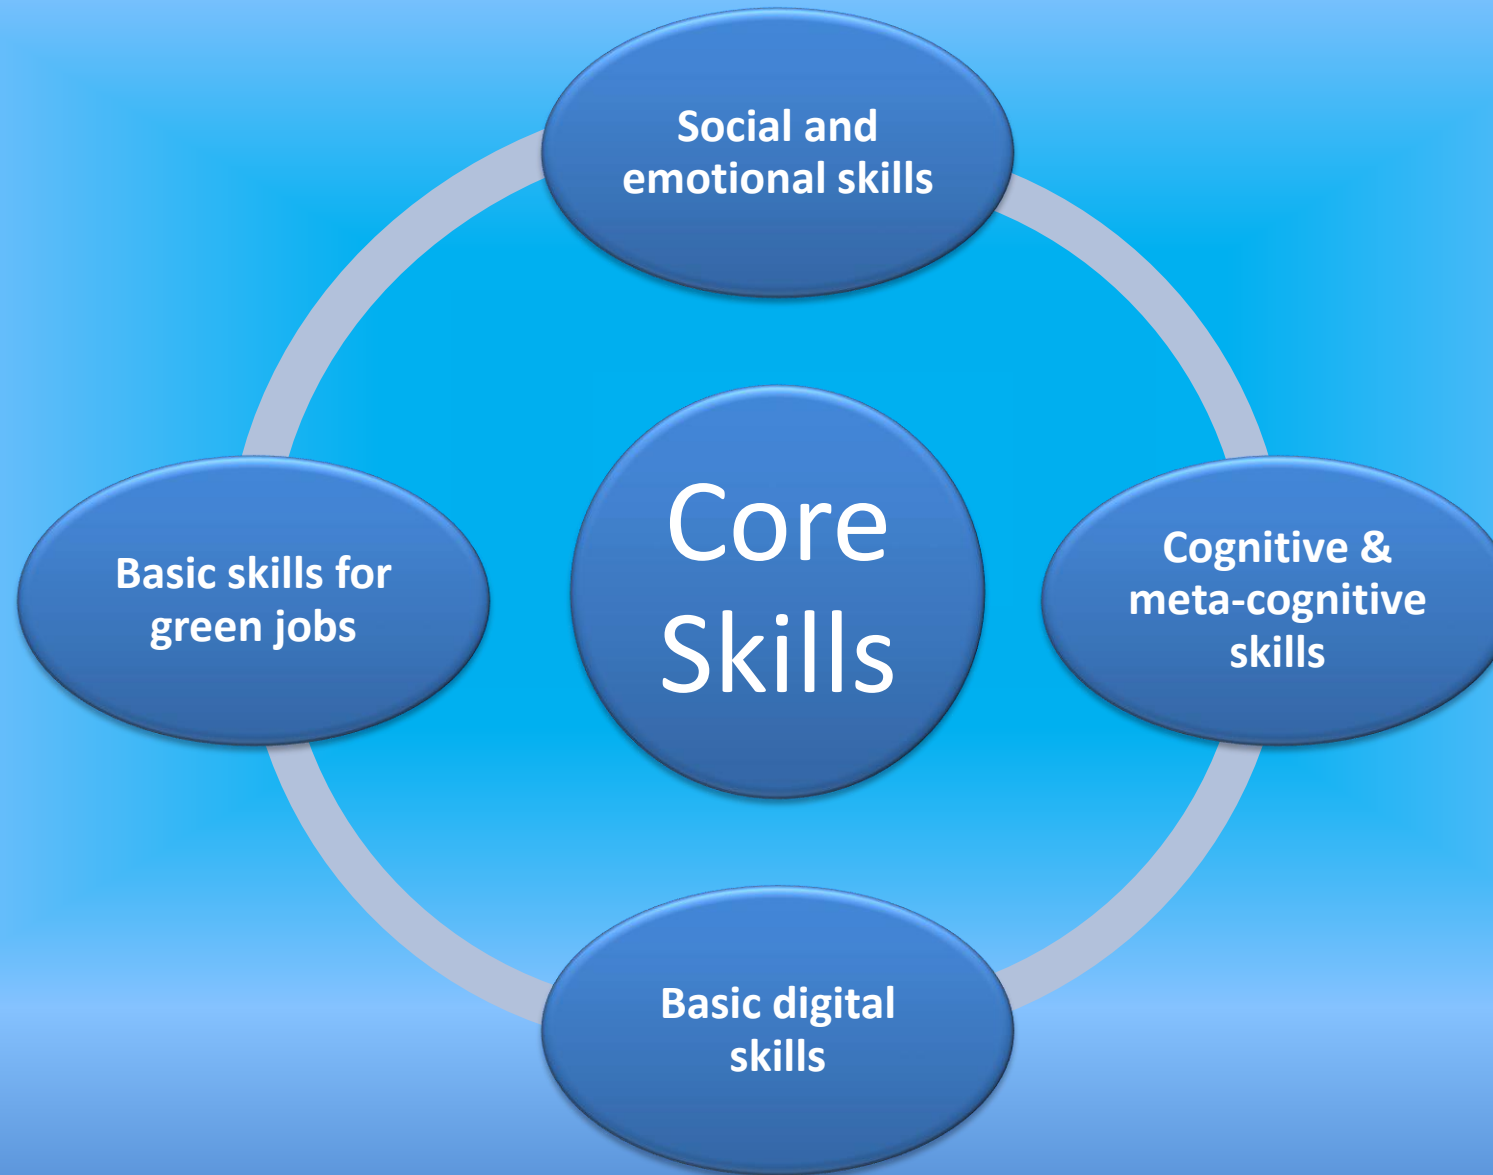 Social and
emotional skills
Core
Skills
Basic skills for
green jobs
Cognitive &
meta-cognitive
skills
Basic digital
skills